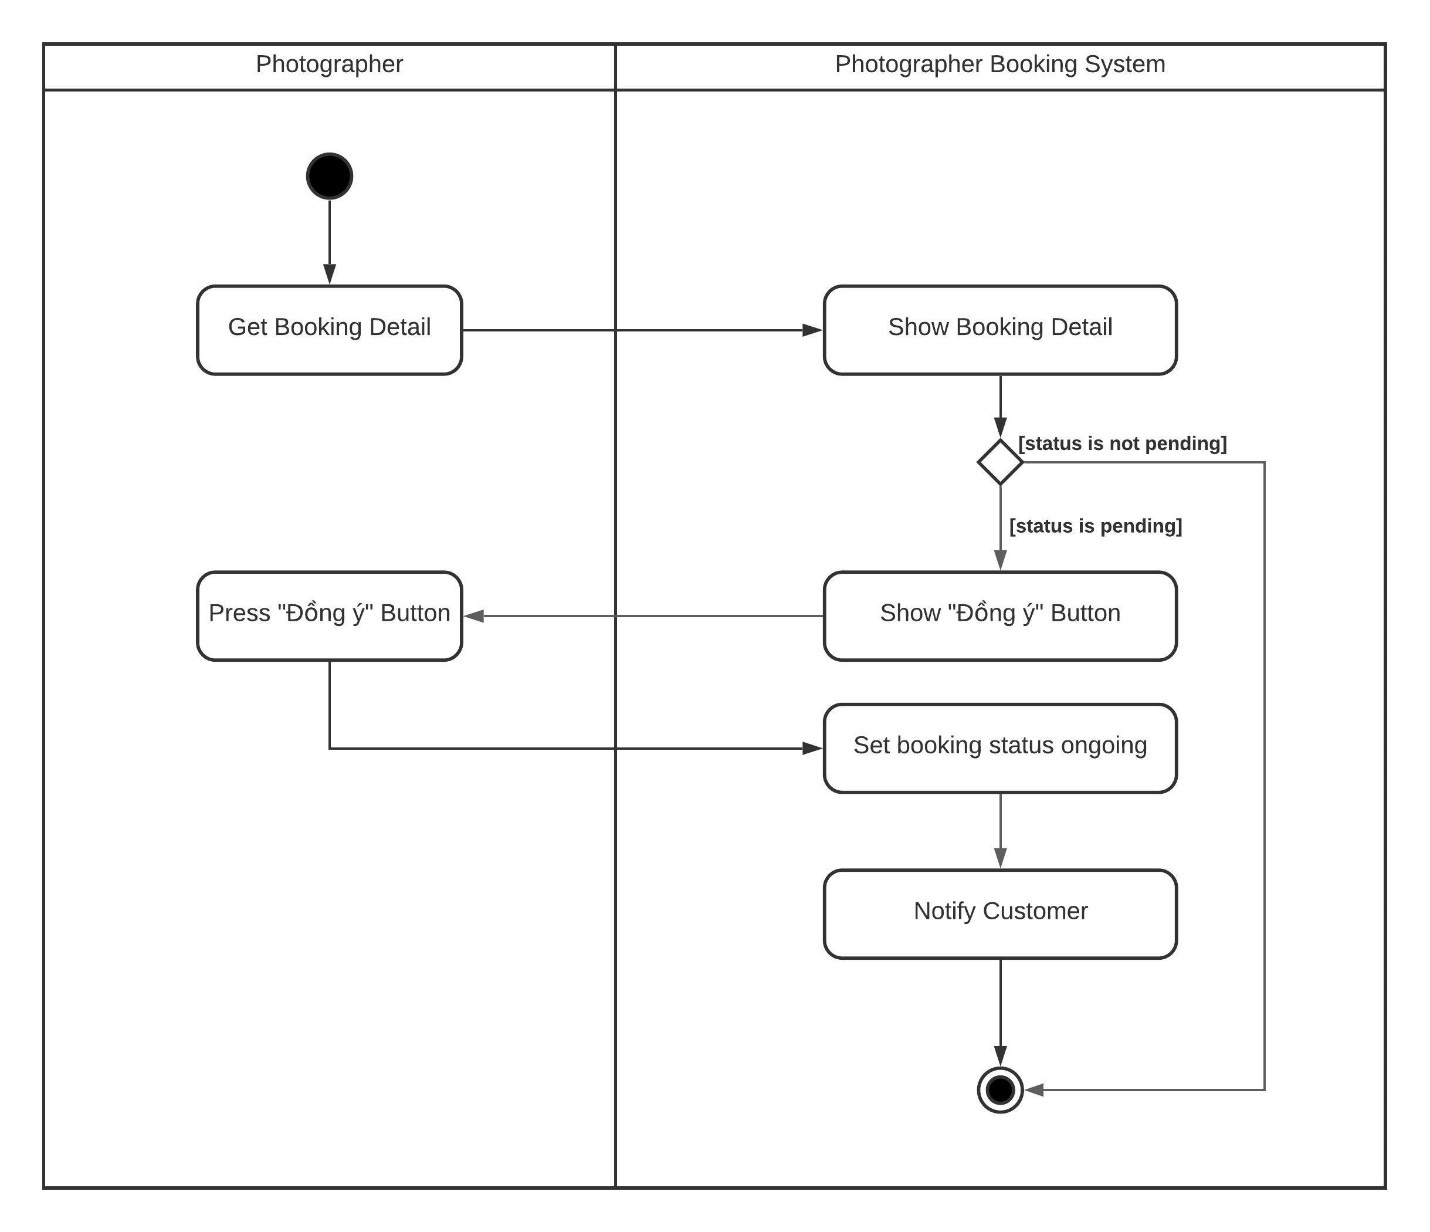 Photographer
Photographer Booking System
Get Booking Detail
Show Booking Detail
[status is not pending]
[status is pending]
Press "Đồng ý" Button
Show "Đồng ý" Button
Set booking status ongoing
Notify Customer